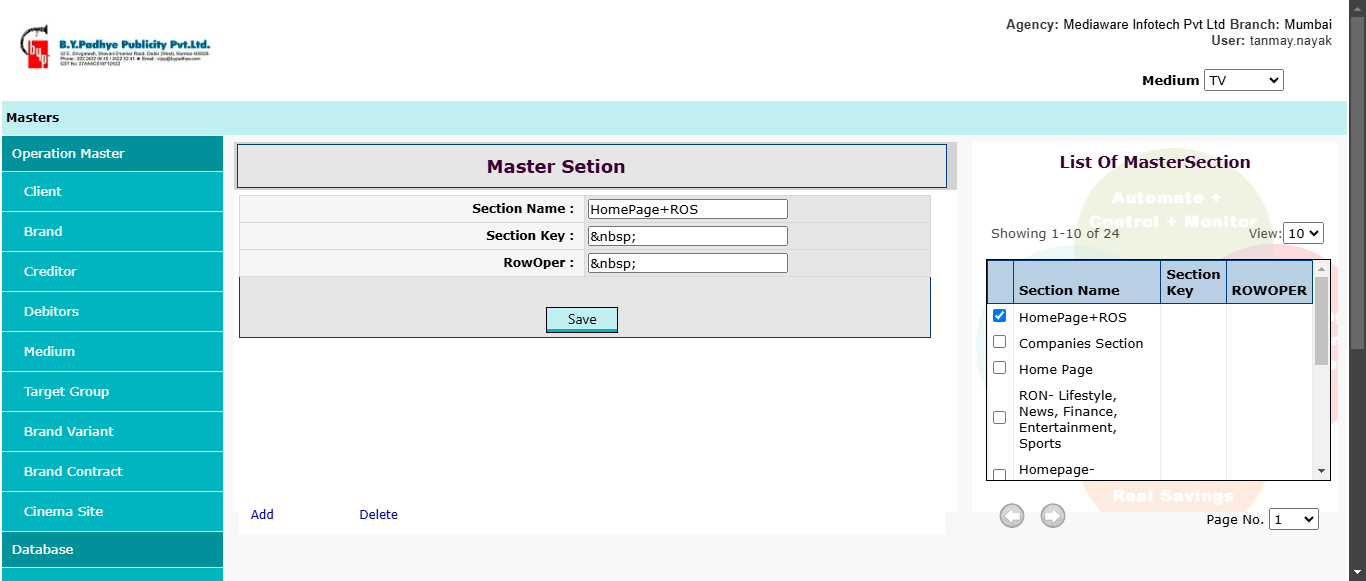 Agency: Mediaware Infotech Pvt Ltd Branch: Mumbai
User: tanmay.nayak
B.Y.Padhye Publicity Pvt.Ltd.
Medium TV
Masters
Operation Master
Client
Brand
Creditor
Debitors
Medium
Target Group
Brand Variant
Brand Contract
Cinema Site
Database
Master Setion
Section Name : HomePage+ROS
Section Key : &nbsp;
RowOper : &nbsp;
Save
Add Delete
List Of MasterSection
Automate +
Control + Monitor
Showing 1-10 of 24 View: 10
Section Name Section Key ROWOPER
HomePage+ROS
Companies Section
Home Page
RON- Lifestyle,
News, Finance,
Entertainment,
Sports
Homepage-
Real Savings
Page No. 1